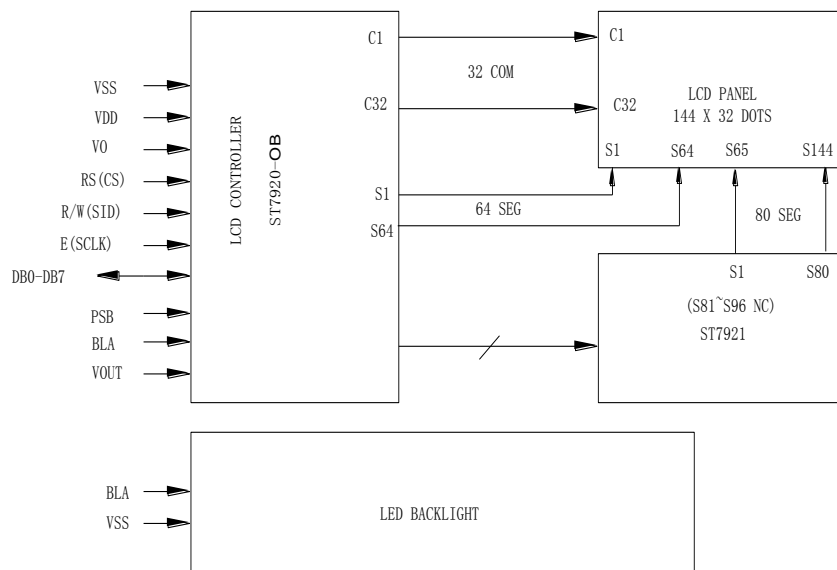 C1
C1
32 COM
VSS
LCD PANEL
VDD
C32
C32
144 X 32 DOTS
VO
LCD CONTROLLER
ST7920-OB
S1
S64
S65
S144
RS(CS)
S1
64 SEG
80 SEG
R/W(SID)
S64
E(SCLK)
DB0-DB7
S1
S80
(S81~S96 NC)
PSB
ST7921
BLA
VOUT
BLA
LED BACKLIGHT
VSS